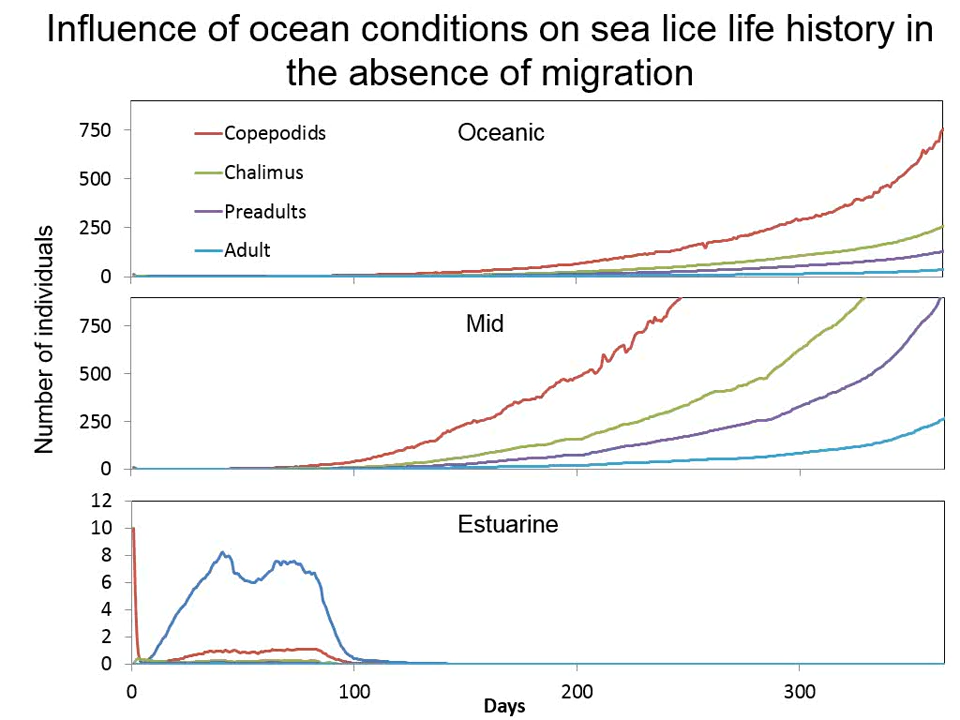 Influence of ocean conditions on sea lice life history in
the absence of migration
Number of individuals
Oceanic
Copepodids
Chalimus
Preadults
Adult
750
500
250
0
Mid
750
500
250
0
Estuarine
12
10
8
6
4
2
0
0 100 200 300
Days